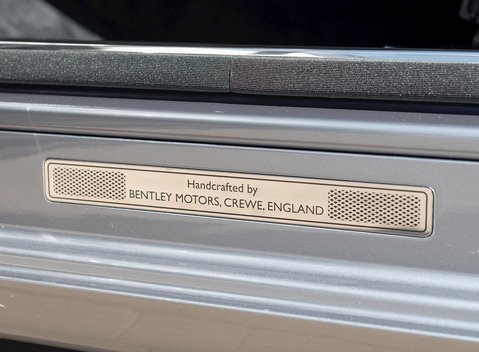 Handcrafted by
BENTLEY MOTORS, CREWE, ENGLAND